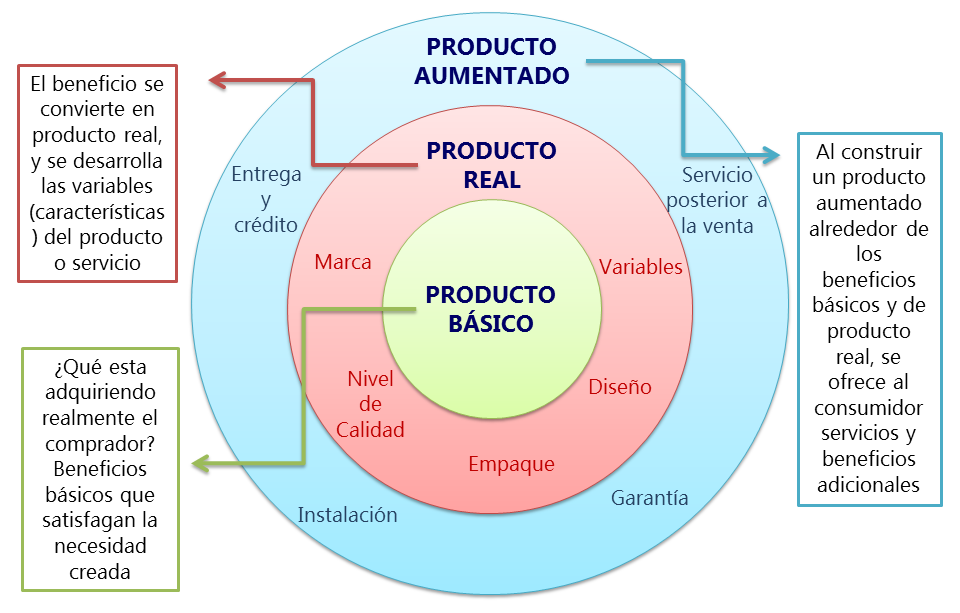 PRODUCTO
AUMENTADO
El beneficio se
convierte en
producto real,
y se desarrolla
las variables
(características
) del producto
o servicio
PRODUCTO
REAL
Entrega
y
crédito
Servicio
posterior a
la venta
Al construir
un producto
aumentado
alrededor de
los
beneficios
básicos y de
producto
real, se
ofrece al
consumidor
servicios y
beneficios
adicionales
Marca
Variables
PRODUCTO
BÁSICO
¿Qué esta
adquiriendo
realmente el
comprador?
Beneficios
básicos que
satisfagan la
necesidad
creada
Nivel
de
Calidad
Diseño
Empaque
Instalación
Garantía